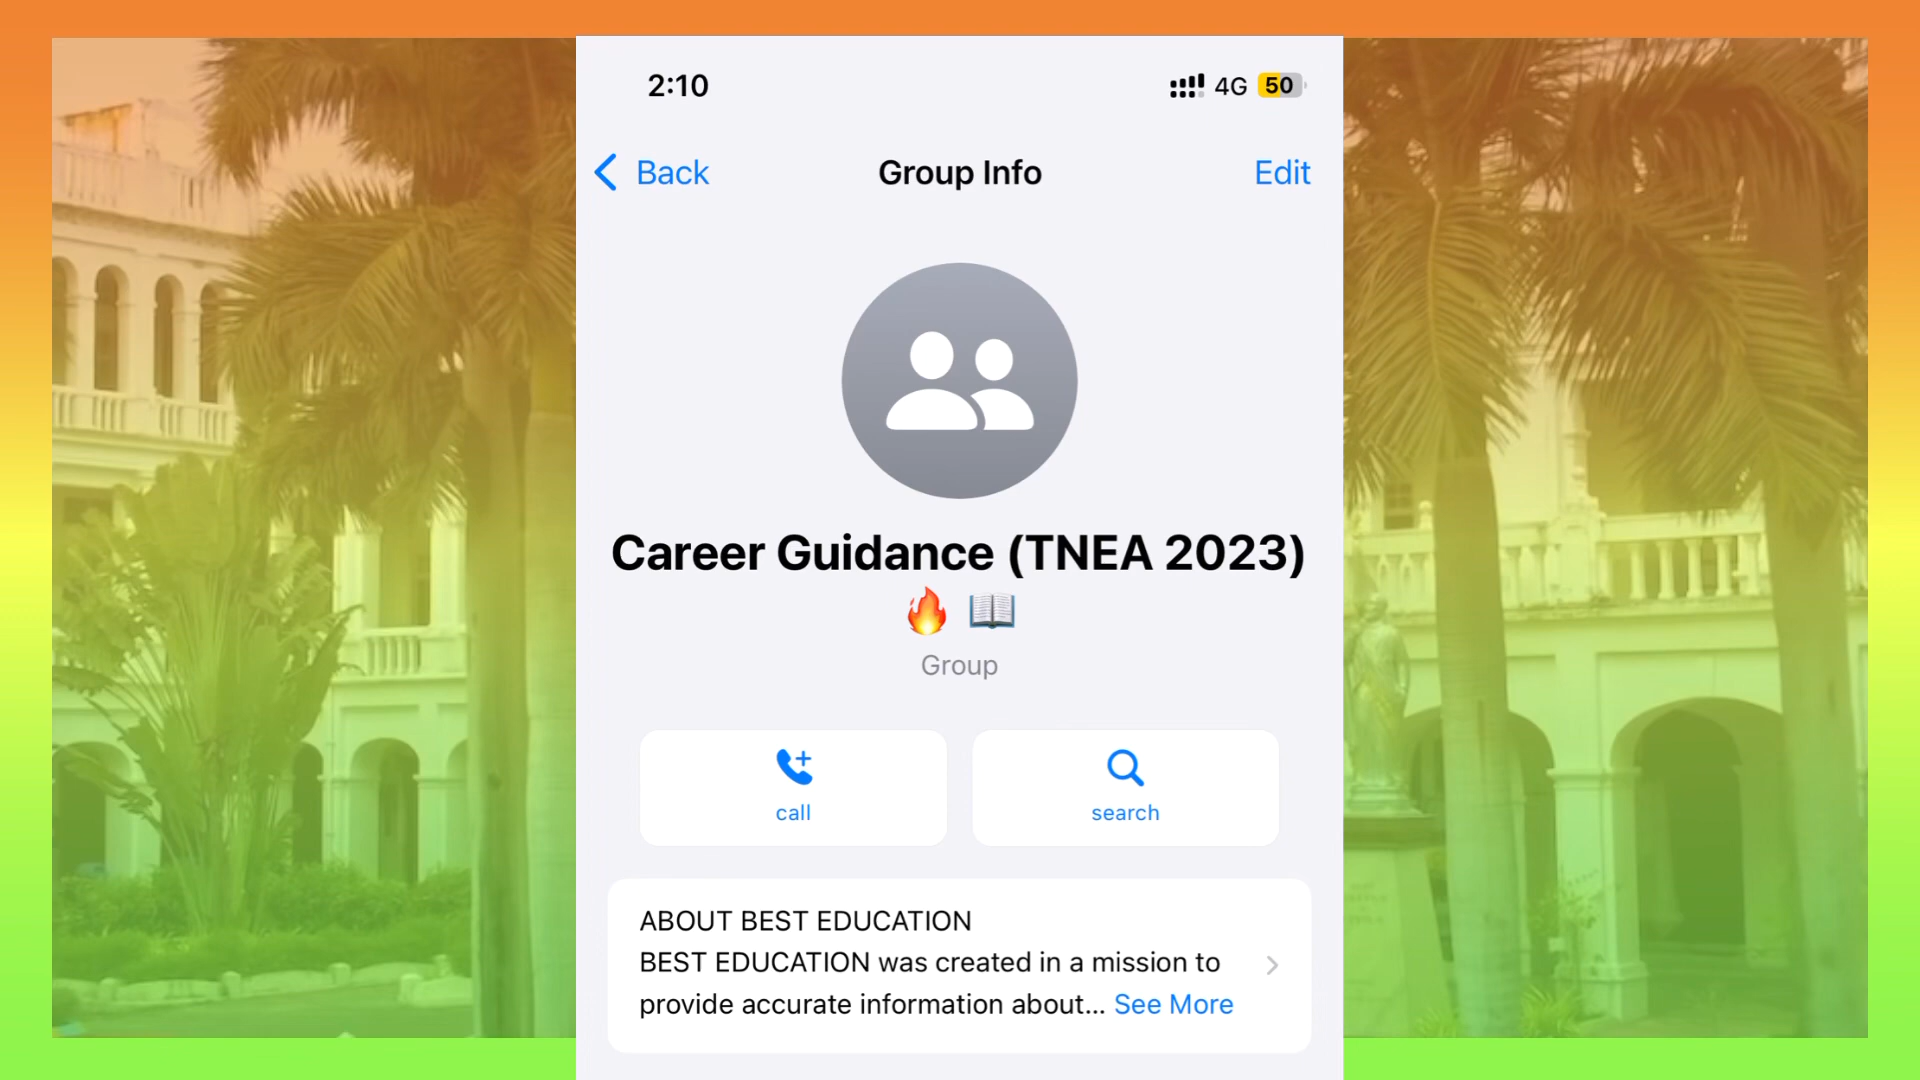 2:10
4G 50
Back
Group Info
Edit
Career Guidance (TNEA 2023)
🔥 📖
Group
call
search
ABOUT BEST EDUCATION
BEST EDUCATION was created in a mission to
provide accurate information about... See More